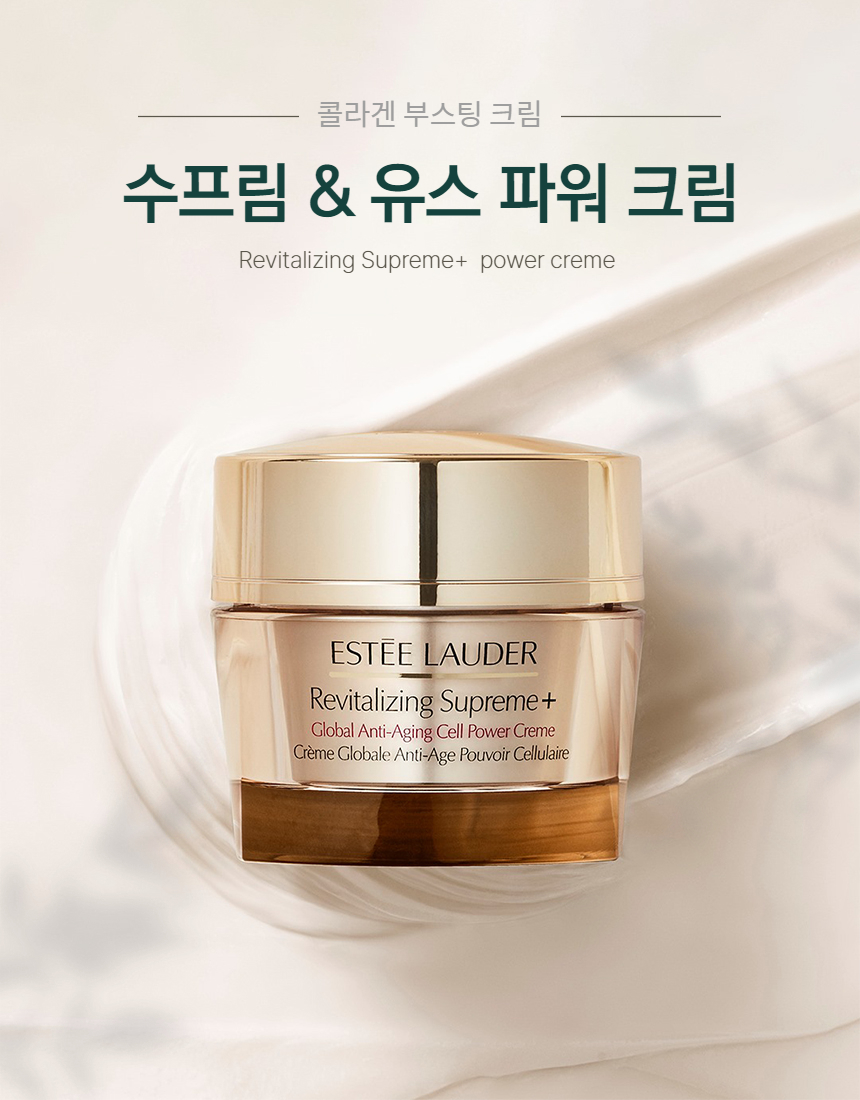 콜라겐 부스팅 크림
수프림 & 유스 파워 크림
Revitalizing Supreme+ power creme
ESTĒE LAUDER
Revitalizing Supreme+
Global Anti-Aging Cell Power Creme
Crème Globale Anti-Age Pouvoir Cellulaire